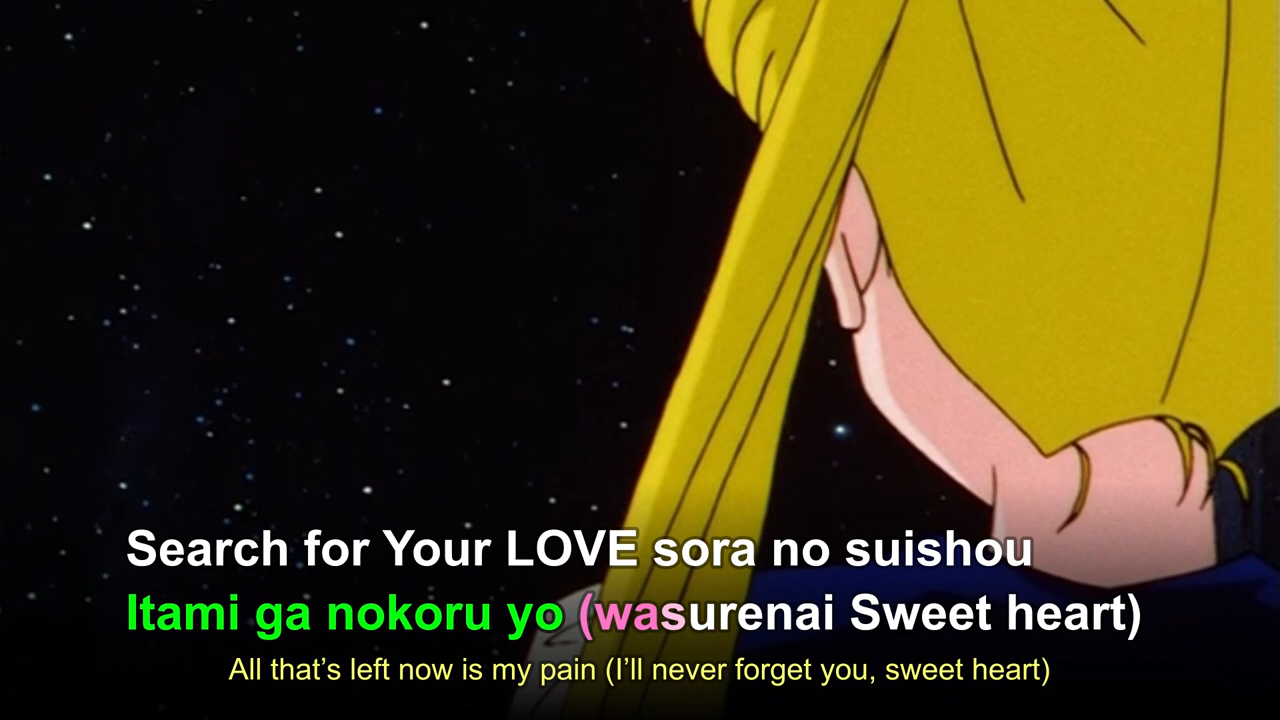 Search for Your LOVE sora no suishou
Itami ga nokoru yo (wasurenai Sweet heart)
All that’s left now is my pain (I’ll never forget you, sweet heart)